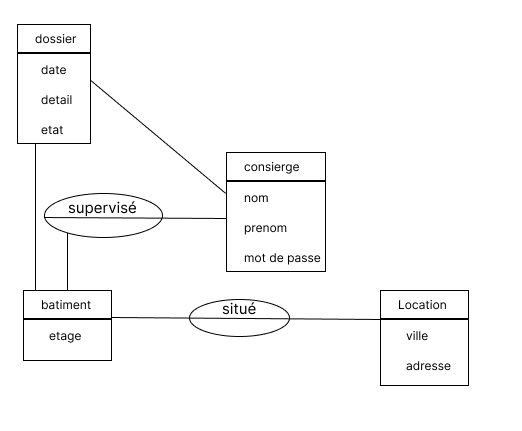 dossier
date
detail
etat
consierge
nom
prenom
mot de passe
supervisé
batiment
etage
situé
Location
ville
adresse